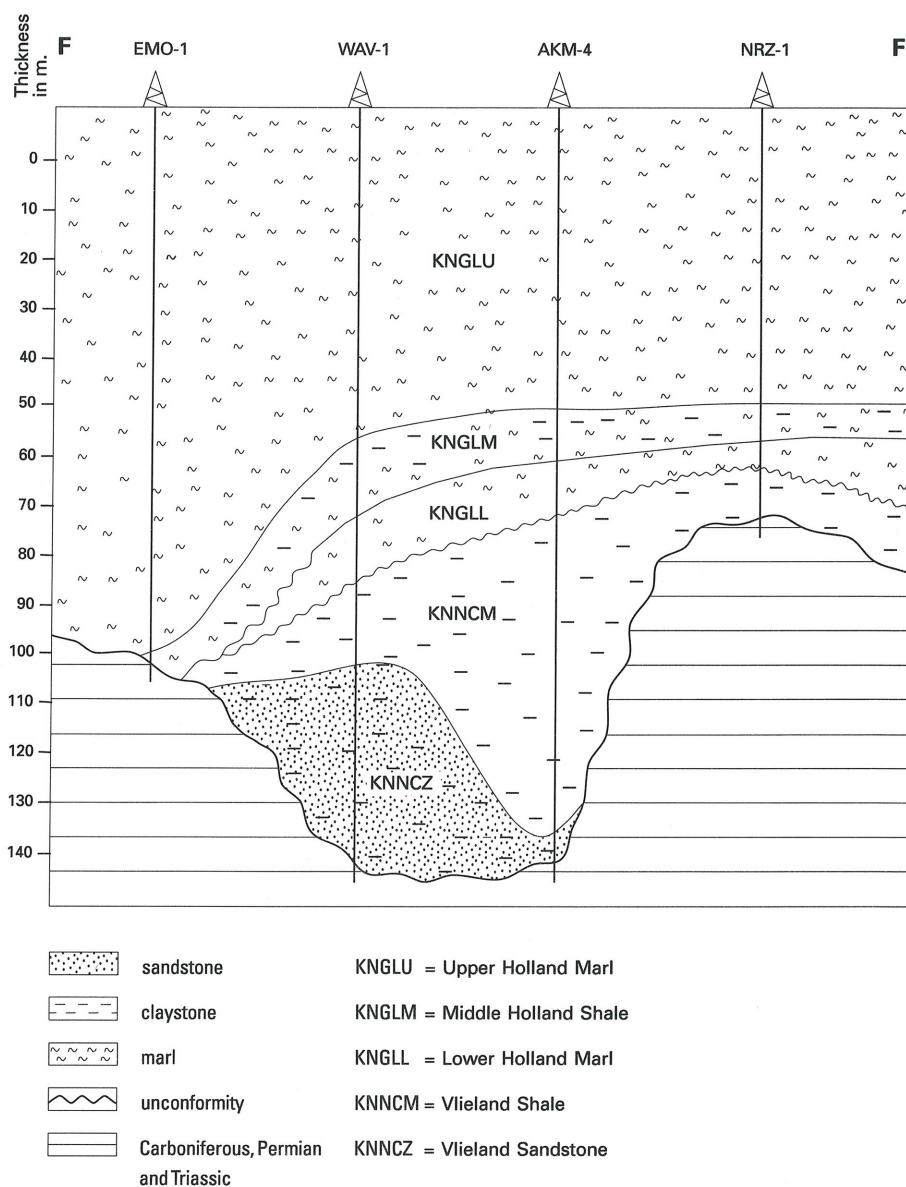 Thickness
in m.
F EMO-1 WAV-1 AKM-4 NRZ-1 F
0
10
20
KNGLU
30
40
50
KNGLM
60
KNGLL
70
80
90
KNNCM
100
110
120
KNNCZ
130
140
sandstone KNGLU = Upper Holland Marl
claystone KNGLM = Middle Holland Shale
marl KNGLL = Lower Holland Marl
unconformity KNNCM = Vlieland Shale
Carboniferous, Permian KNNCZ = Vlieland Sandstone
and Triassic